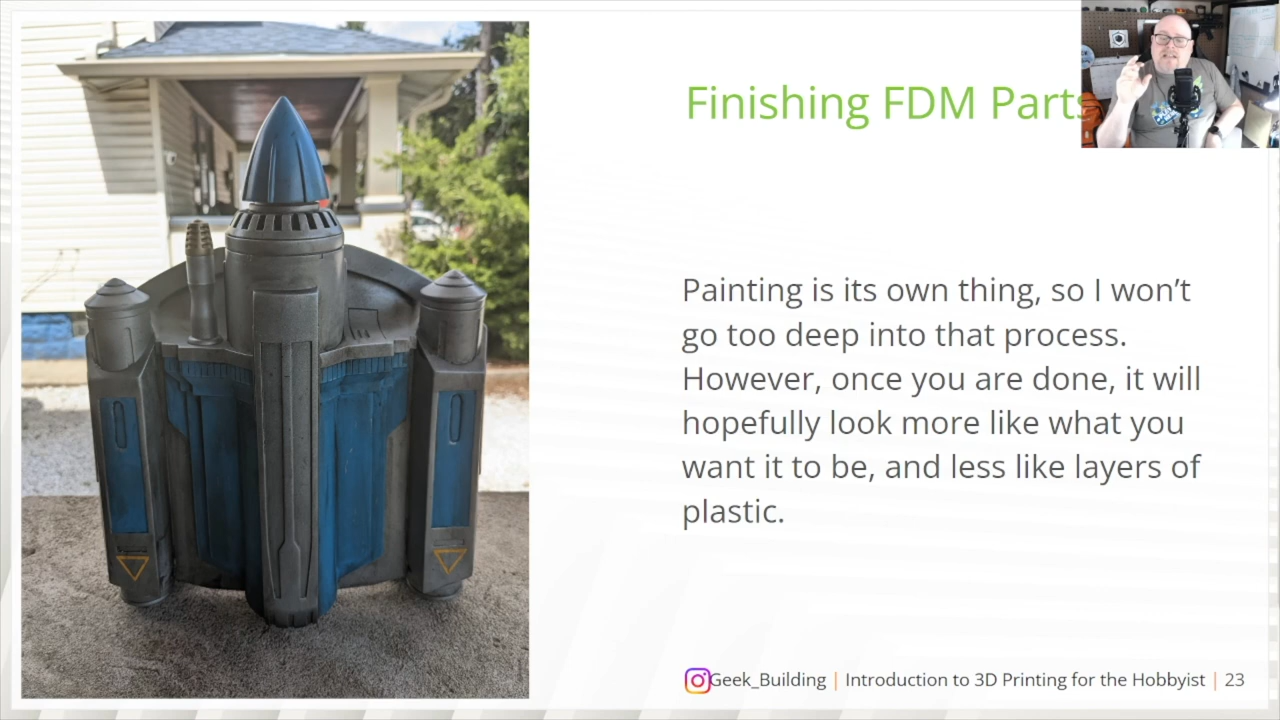 Finishing FDM Parts
Painting is its own thing, so I won’t
go too deep into that process.
However, once you are done, it will
hopefully look more like what you
want it to be, and less like layers of
plastic.
Geek_Building | Introduction to 3D Printing for the Hobbyist | 23